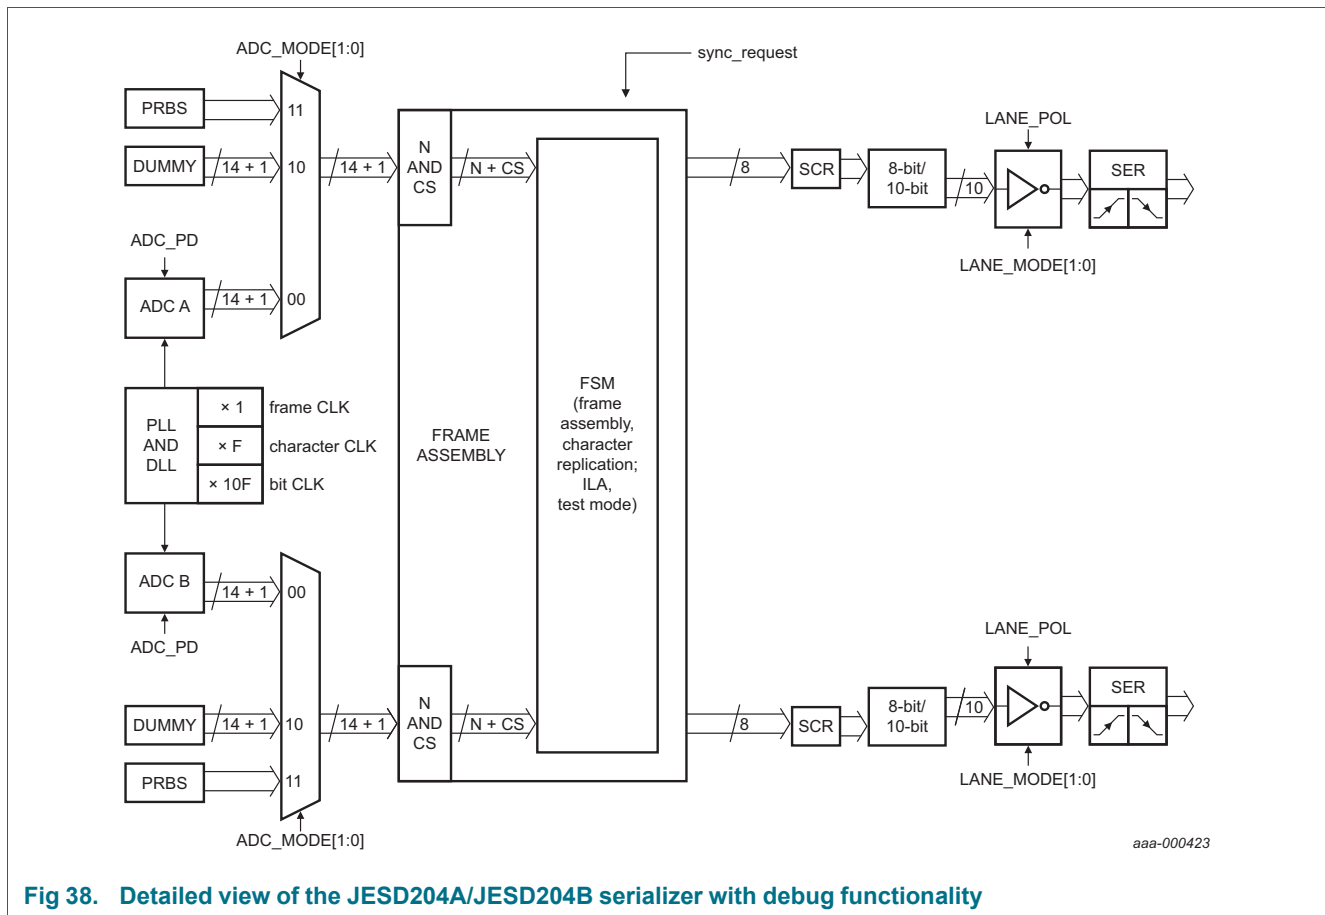 ADC_MODE[1:0]
sync_request
PRBS
11
DUMMY
14 + 1
10
14 + 1
N
AND
CS
N + CS
8
SCR
8-bit/
10-bit
10
LANE_POL
LANE_MODE[1:0]
SER
ADC_PD
ADC A
14 + 1
00
PLL
AND
DLL
× 1
frame CLK
× F
character CLK
× 10F
bit CLK
FRAME
ASSEMBLY
FSM
(frame
assembly,
character
replication;
ILA,
test mode)
ADC B
14 + 1
00
ADC_PD
DUMMY
14 + 1
10
14 + 1
N
AND
CS
N + CS
8
SCR
8-bit/
10-bit
10
LANE_POL
LANE_MODE[1:0]
SER
PRBS
11
ADC_MODE[1:0]
aaa-000423
Fig 38. Detailed view of the JESD204A/JESD204B serializer with debug functionality